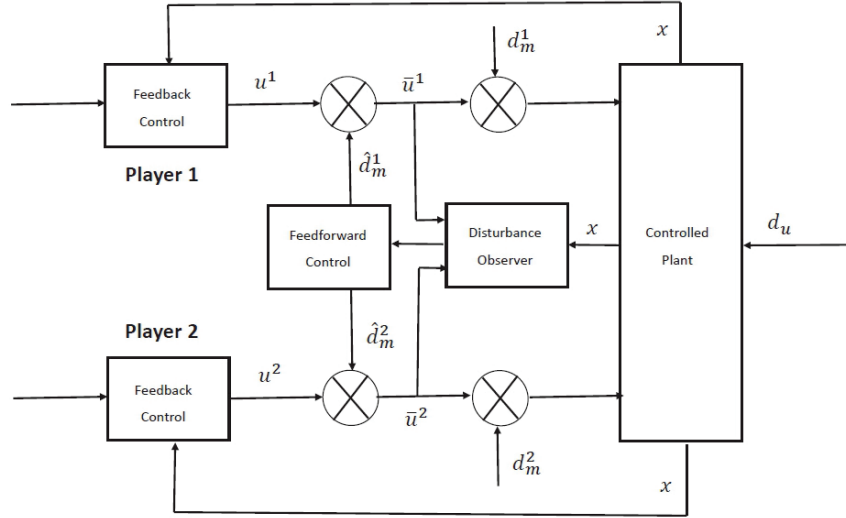 x
d_m^1
Feedback
Control
u^1
ū^1
Player 1
d̂_m^1
Feedforward
Control
Disturbance
Observer
x
Controlled
Plant
d_u
Player 2
d̂_m^2
Feedback
Control
u^2
ū^2
d_m^2
x